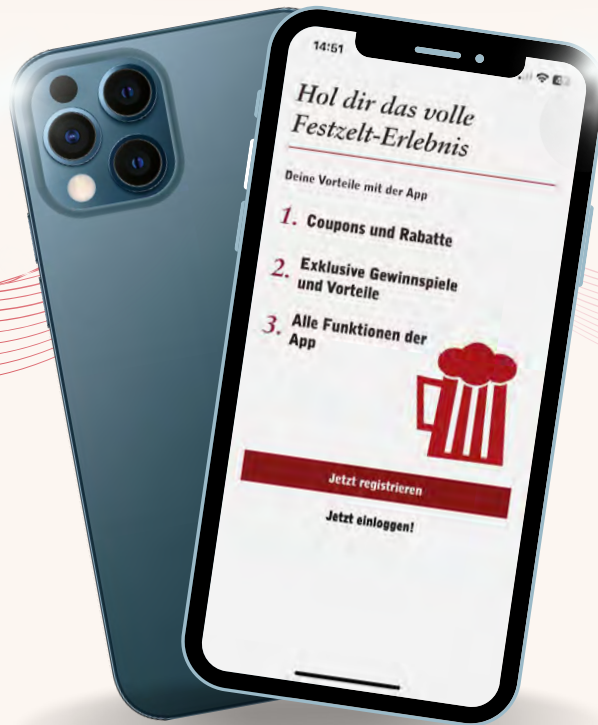 14:51
Hol dir das volle
Festzelt-Erlebnis
Deine Vorteile mit der App
1. Coupons und Rabatte
2. Exklusive Gewinnspiele
und Vorteile
3. Alle Funktionen der
App
Jetzt registrieren
Jetzt einloggen!